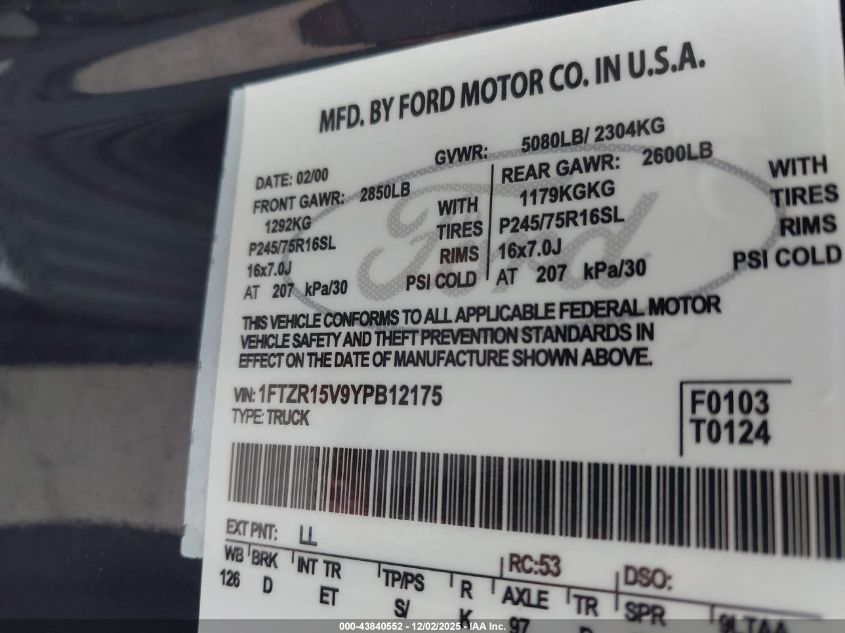 MFD. BY FORD MOTOR CO. IN U.S.A.
DATE: 02/00 GVWR: 5080LB/ 2304KG
FRONT GAWR: 2850LB REAR GAWR: 2600LB
1292KG WITH 1179KGKG WITH
P245/75R16SL TIRES P245/75R16SL TIRES
16x7.0J RIMS 16x7.0J RIMS
AT 207 kPa/30 PSI COLD AT 207 kPa/30 PSI COLD
Ford
THIS VEHICLE CONFORMS TO ALL APPLICABLE FEDERAL MOTOR
VEHICLE SAFETY AND THEFT PREVENTION STANDARDS IN
EFFECT ON THE DATE OF MANUFACTURE SHOWN ABOVE.
VIN: 1FTZR15V9YPB12175
TYPE: TRUCK
F0103
T0124
EXT PNT: LL RC:53 DSO:
WB BRK INT TR TP/PS R AXLE TR SPR
126 D ET S/ K 97
000-43840552 - 12/02/2025 - IAA Inc.